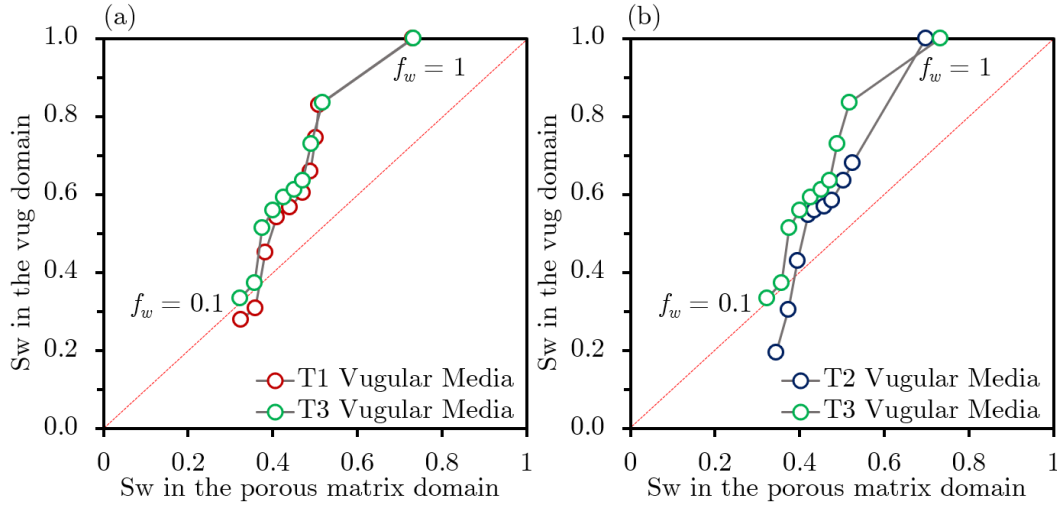 (a)
1.0
0.8
0.6
0.4
0.2
0.0
Sw in the vug domain
f_w = 1
f_w = 0.1
T1 Vugular Media
T3 Vugular Media
0 0.2 0.4 0.6 0.8 1
Sw in the porous matrix domain
(b)
1.0
0.8
0.6
0.4
0.2
0.0
Sw in the vug domain
f_w = 1
f_w = 0.1
T2 Vugular Media
T3 Vugular Media
0 0.2 0.4 0.6 0.8 1
Sw in the porous matrix domain